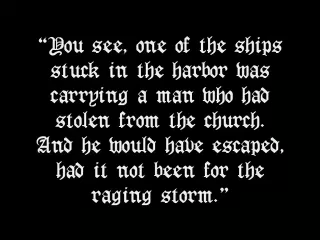 “You see, one of the ships
stuck in the harbor was
carrying a man who had
stolen from the church.
And he would have escaped,
had it not been for the
raging storm.”